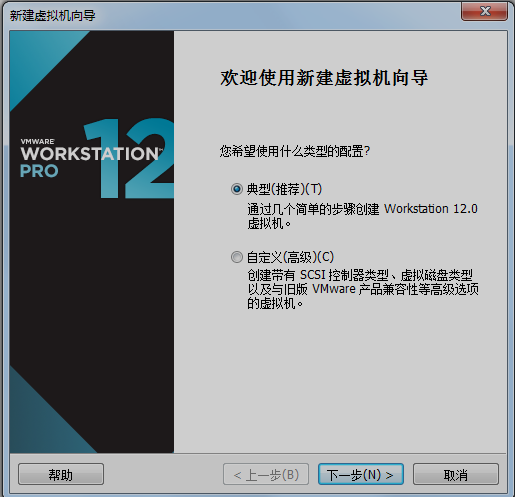 新建虚拟机向导
VMWARE
WORKSTATION™
PRO
12
欢迎使用新建虚拟机向导
您希望使用什么类型的配置?
典型(推荐)(T)
通过几个简单的步骤创建 Workstation 12.0
虚拟机。
自定义(高级)(C)
创建带有 SCSI 控制器类型、虚拟磁盘类型
以及与旧版 VMware 产品兼容性等高级选项
的虚拟机。
帮助
< 上一步(B)
下一步(N) >
取消